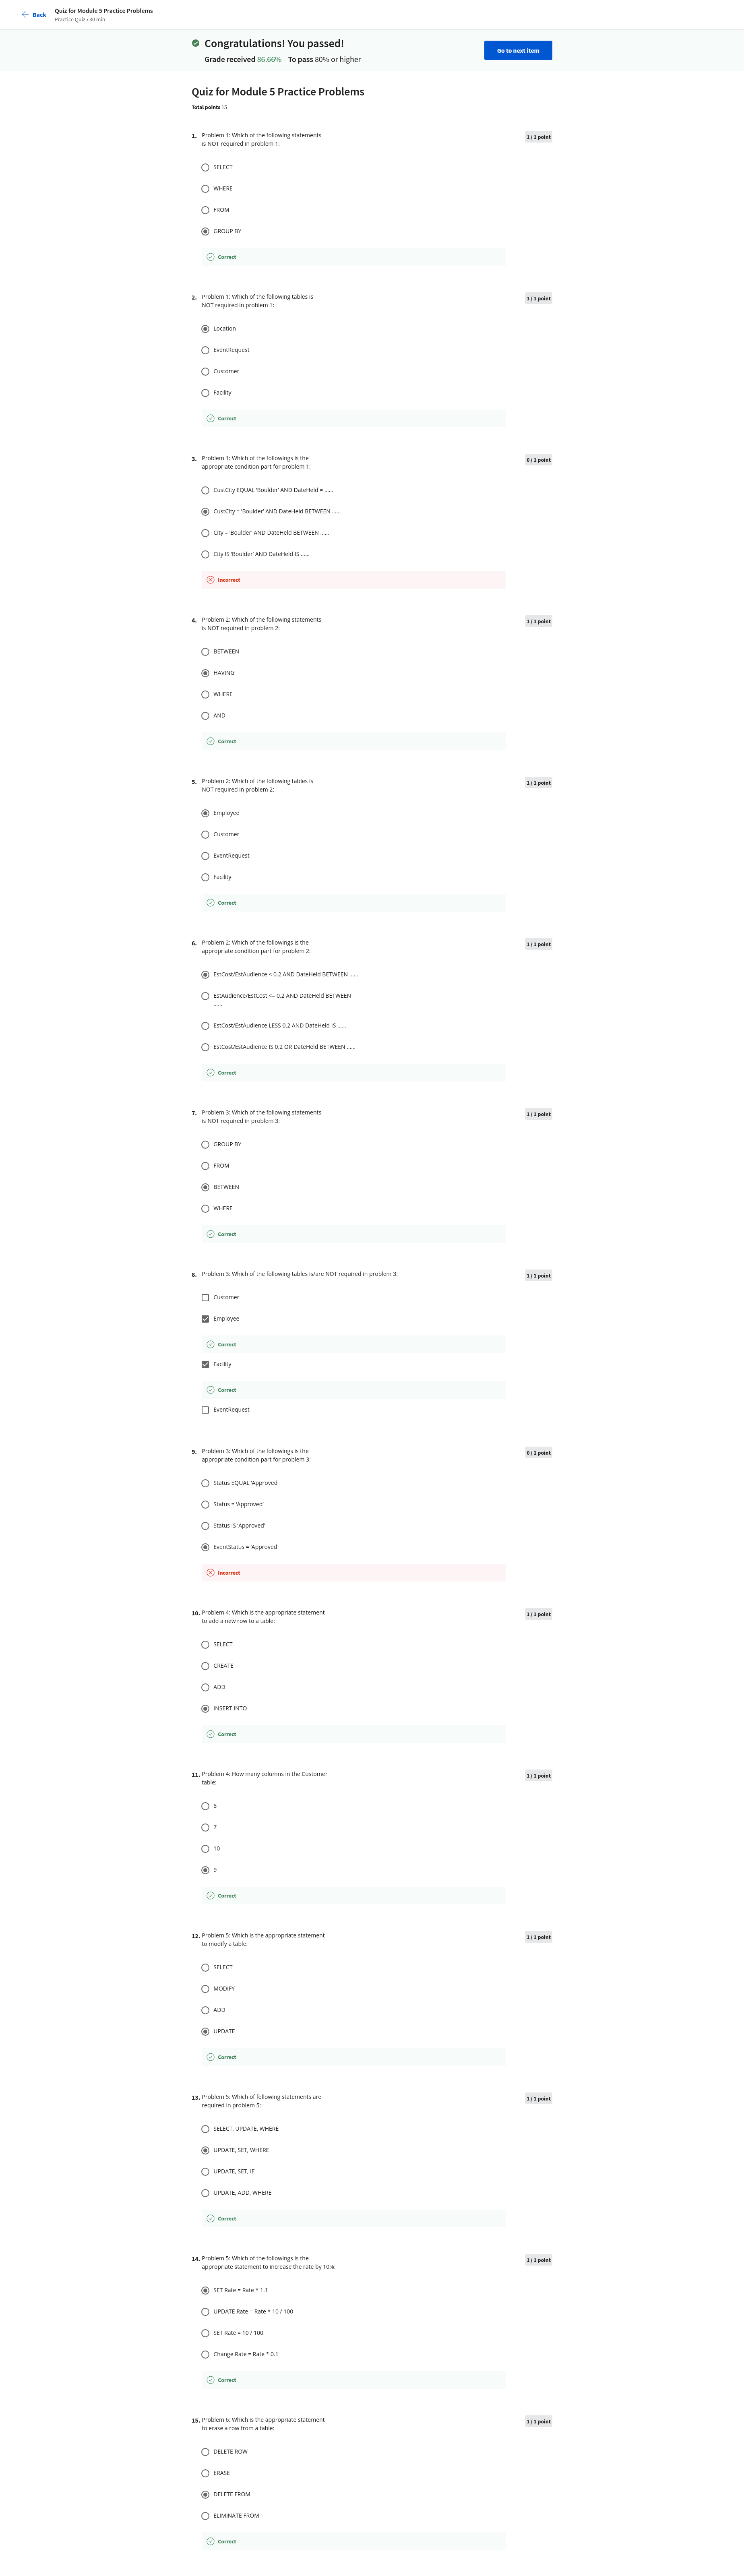 Back
Quiz for Module 5 Practice Problems
Practice Quiz • 30 min
Congratulations! You passed!
Grade received 86.66% To pass 80% or higher
Go to next item
Quiz for Module 5 Practice Problems
Total points 15
1. Problem 1: Which of the following statements
is NOT required in problem 1:
1 / 1 point
SELECT
WHERE
FROM
GROUP BY
Correct
2. Problem 1: Which of the following tables is
NOT required in problem 1:
1 / 1 point
Location
EventRequest
Customer
Facility
Correct
3. Problem 1: Which of the followings is the
appropriate condition part for problem 1:
0 / 1 point
CustCity EQUAL ‘Boulder’ AND DateHeld = ……
CustCity = ‘Boulder’ AND DateHeld BETWEEN ……
City = ‘Boulder’ AND DateHeld BETWEEN ……
City IS ‘Boulder’ AND DateHeld IS ……
Incorrect
4. Problem 2: Which of the following statements
is NOT required in problem 2:
1 / 1 point
BETWEEN
HAVING
WHERE
AND
Correct
5. Problem 2: Which of the following tables is
NOT required in problem 2:
1 / 1 point
Employee
Customer
EventRequest
Facility
Correct
6. Problem 2: Which of the followings is the
appropriate condition part for problem 2:
1 / 1 point
EstCost/EstAudience < 0.2 AND DateHeld BETWEEN ……
EstAudience/EstCost <= 0.2 AND DateHeld BETWEEN
……
EstCost/EstAudience LESS 0.2 AND DateHeld IS ……
EstCost/EstAudience IS 0.2 OR DateHeld BETWEEN ……
Correct
7. Problem 3: Which of the following statements
is NOT required in problem 3:
1 / 1 point
GROUP BY
FROM
BETWEEN
WHERE
Correct
8. Problem 3: Which of the following tables is/are NOT required in problem 3:
1 / 1 point
Customer
Employee
Correct
Facility
Correct
EventRequest
9. Problem 3: Which of the followings is the
appropriate condition part for problem 3:
0 / 1 point
Status EQUAL ‘Approved
Status = ‘Approved’
Status IS ‘Approved’
EventStatus = ‘Approved
Incorrect
10. Problem 4: Which is the appropriate statement
to add a new row to a table:
1 / 1 point
SELECT
CREATE
ADD
INSERT INTO
Correct
11. Problem 4: How many columns in the Customer
table:
1 / 1 point
8
7
10
9
Correct
12. Problem 5: Which is the appropriate statement
to modify a table:
1 / 1 point
SELECT
MODIFY
ADD
UPDATE
Correct
13. Problem 5: Which of following statements are
required in problem 5:
1 / 1 point
SELECT, UPDATE, WHERE
UPDATE, SET, WHERE
UPDATE, SET, IF
UPDATE, ADD, WHERE
Correct
14. Problem 5: Which of the followings is the
appropriate statement to increase the rate by 10%:
1 / 1 point
SET Rate = Rate * 1.1
UPDATE Rate = Rate * 10 / 100
SET Rate = 10 / 100
Change Rate = Rate * 0.1
Correct
15. Problem 6: Which is the appropriate statement
to erase a row from a table:
1 / 1 point
DELETE ROW
ERASE
DELETE FROM
ELIMINATE FROM
Correct